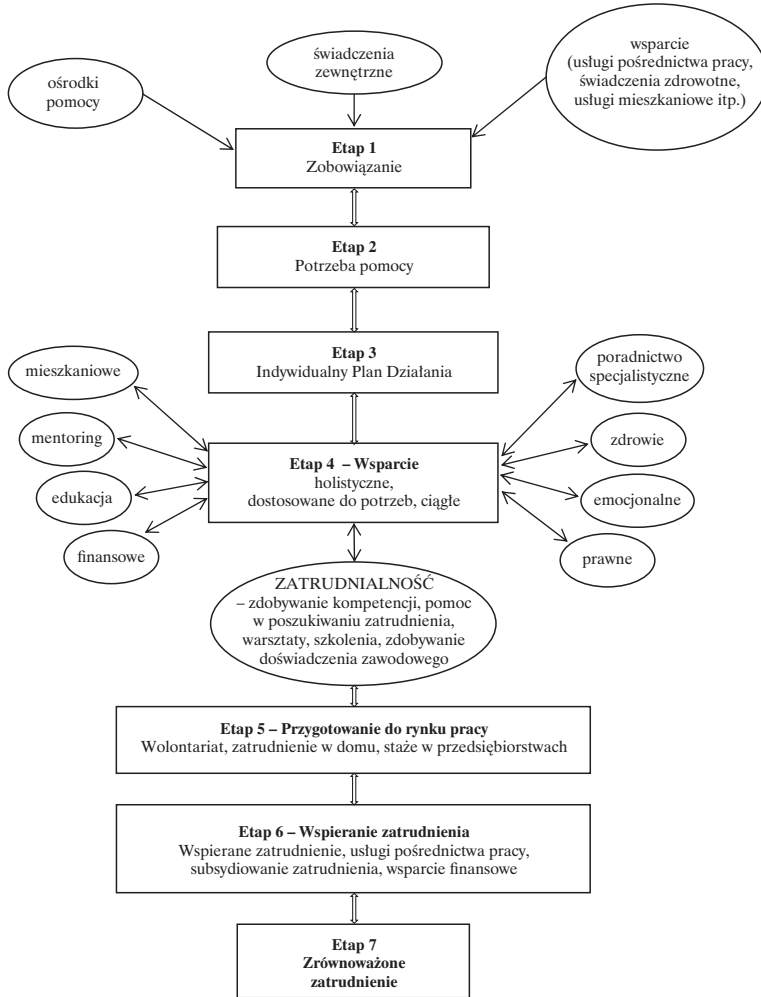 ośrodki
pomocy
świadczenia
zewnętrzne
wsparcie
(usługi pośrednictwa pracy,
świadczenia zdrowotne,
usługi mieszkaniowe itp.)
Etap 1
Zobowiązanie
Etap 2
Potrzeba pomocy
Etap 3
Indywidualny Plan Działania
mieszkaniowe
mentoring
edukacja
finansowe
Etap 4 – Wsparcie
holistyczne,
dostosowane do potrzeb, ciągłe
poradnictwo
specjalistyczne
zdrowie
emocjonalne
prawne
ZATRUDNIALNOŚĆ
– zdobywanie kompetencji, pomoc
w poszukiwaniu zatrudnienia,
warsztaty, szkolenia, zdobywanie
doświadczenia zawodowego
Etap 5 – Przygotowanie do rynku pracy
Wolontariat, zatrudnienie w domu, staże w przedsiębiorstwach
Etap 6 – Wspieranie zatrudnienia
Wspierane zatrudnienie, usługi pośrednictwa pracy,
subsydiowanie zatrudnienia, wsparcie finansowe
Etap 7
Zrównoważone
zatrudnienie